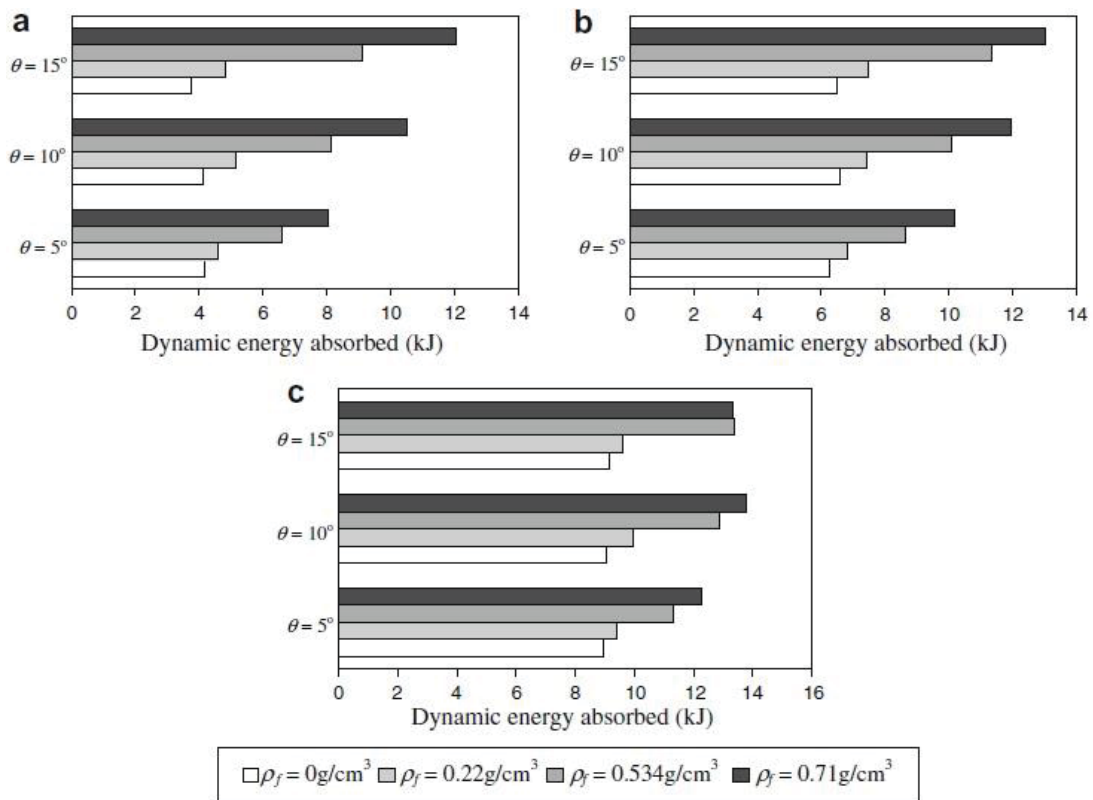 a
θ = 15°
θ = 10°
θ = 5°
0 2 4 6 8 10 12 14
Dynamic energy absorbed (kJ)
b
θ = 15°
θ = 10°
θ = 5°
0 2 4 6 8 10 12 14
Dynamic energy absorbed (kJ)
c
θ = 15°
θ = 10°
θ = 5°
0 2 4 6 8 10 12 14 16
Dynamic energy absorbed (kJ)
ρf = 0g/cm³ ρf = 0.22g/cm³ ρf = 0.534g/cm³ ρf = 0.71g/cm³